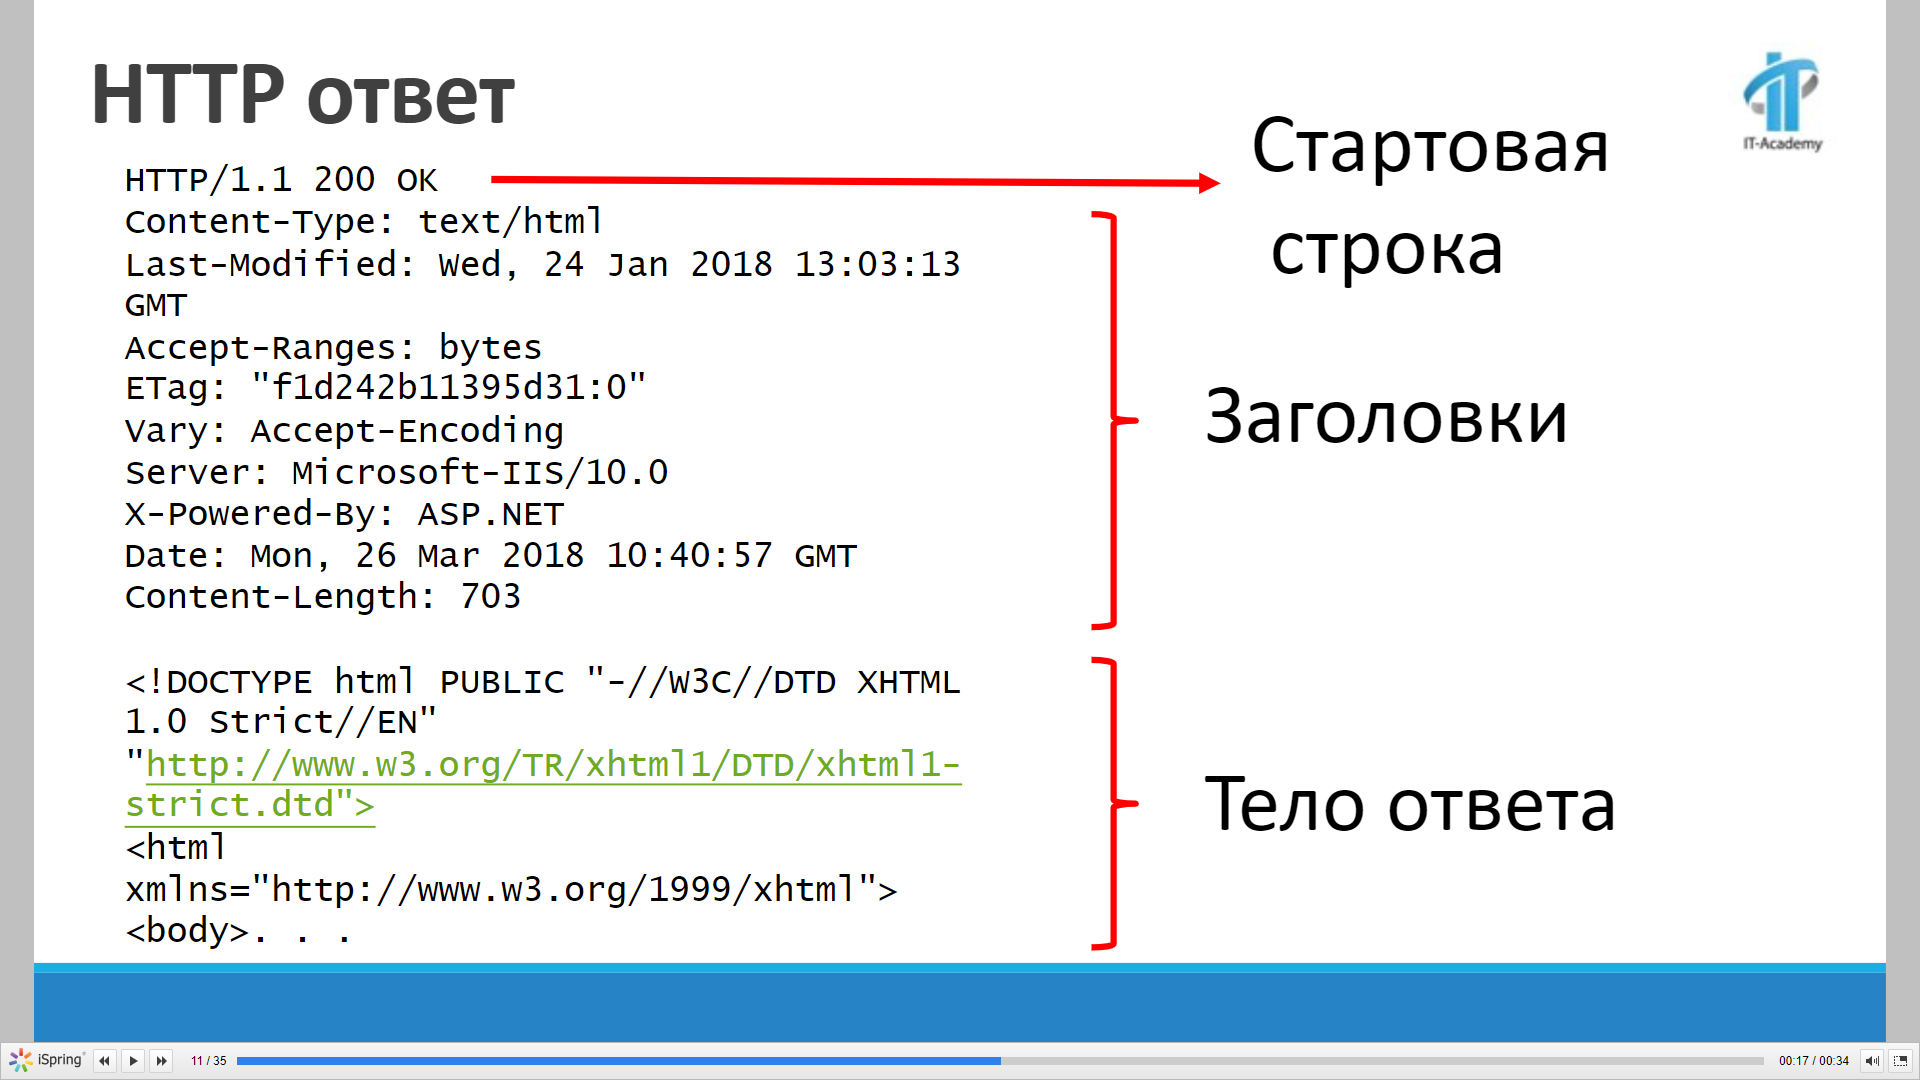 HTTP ответ
IT-Academy
HTTP/1.1 200 OK
Стартовая
строка
Content-Type: text/html
Last-Modified: Wed, 24 Jan 2018 13:03:13
GMT
Accept-Ranges: bytes
ETag: "f1d242b11395d31:0"
Vary: Accept-Encoding
Server: Microsoft-IIS/10.0
X-Powered-By: ASP.NET
Date: Mon, 26 Mar 2018 10:40:57 GMT
Content-Length: 703
Заголовки
<!DOCTYPE html PUBLIC "-//W3C//DTD XHTML
1.0 Strict//EN"
"http://www.w3.org/TR/xhtml1/DTD/xhtml1-
strict.dtd">
<html
xmlns="http://www.w3.org/1999/xhtml">
<body>. . .
Тело ответа
iSpring
11 / 35
00:17 / 00:34